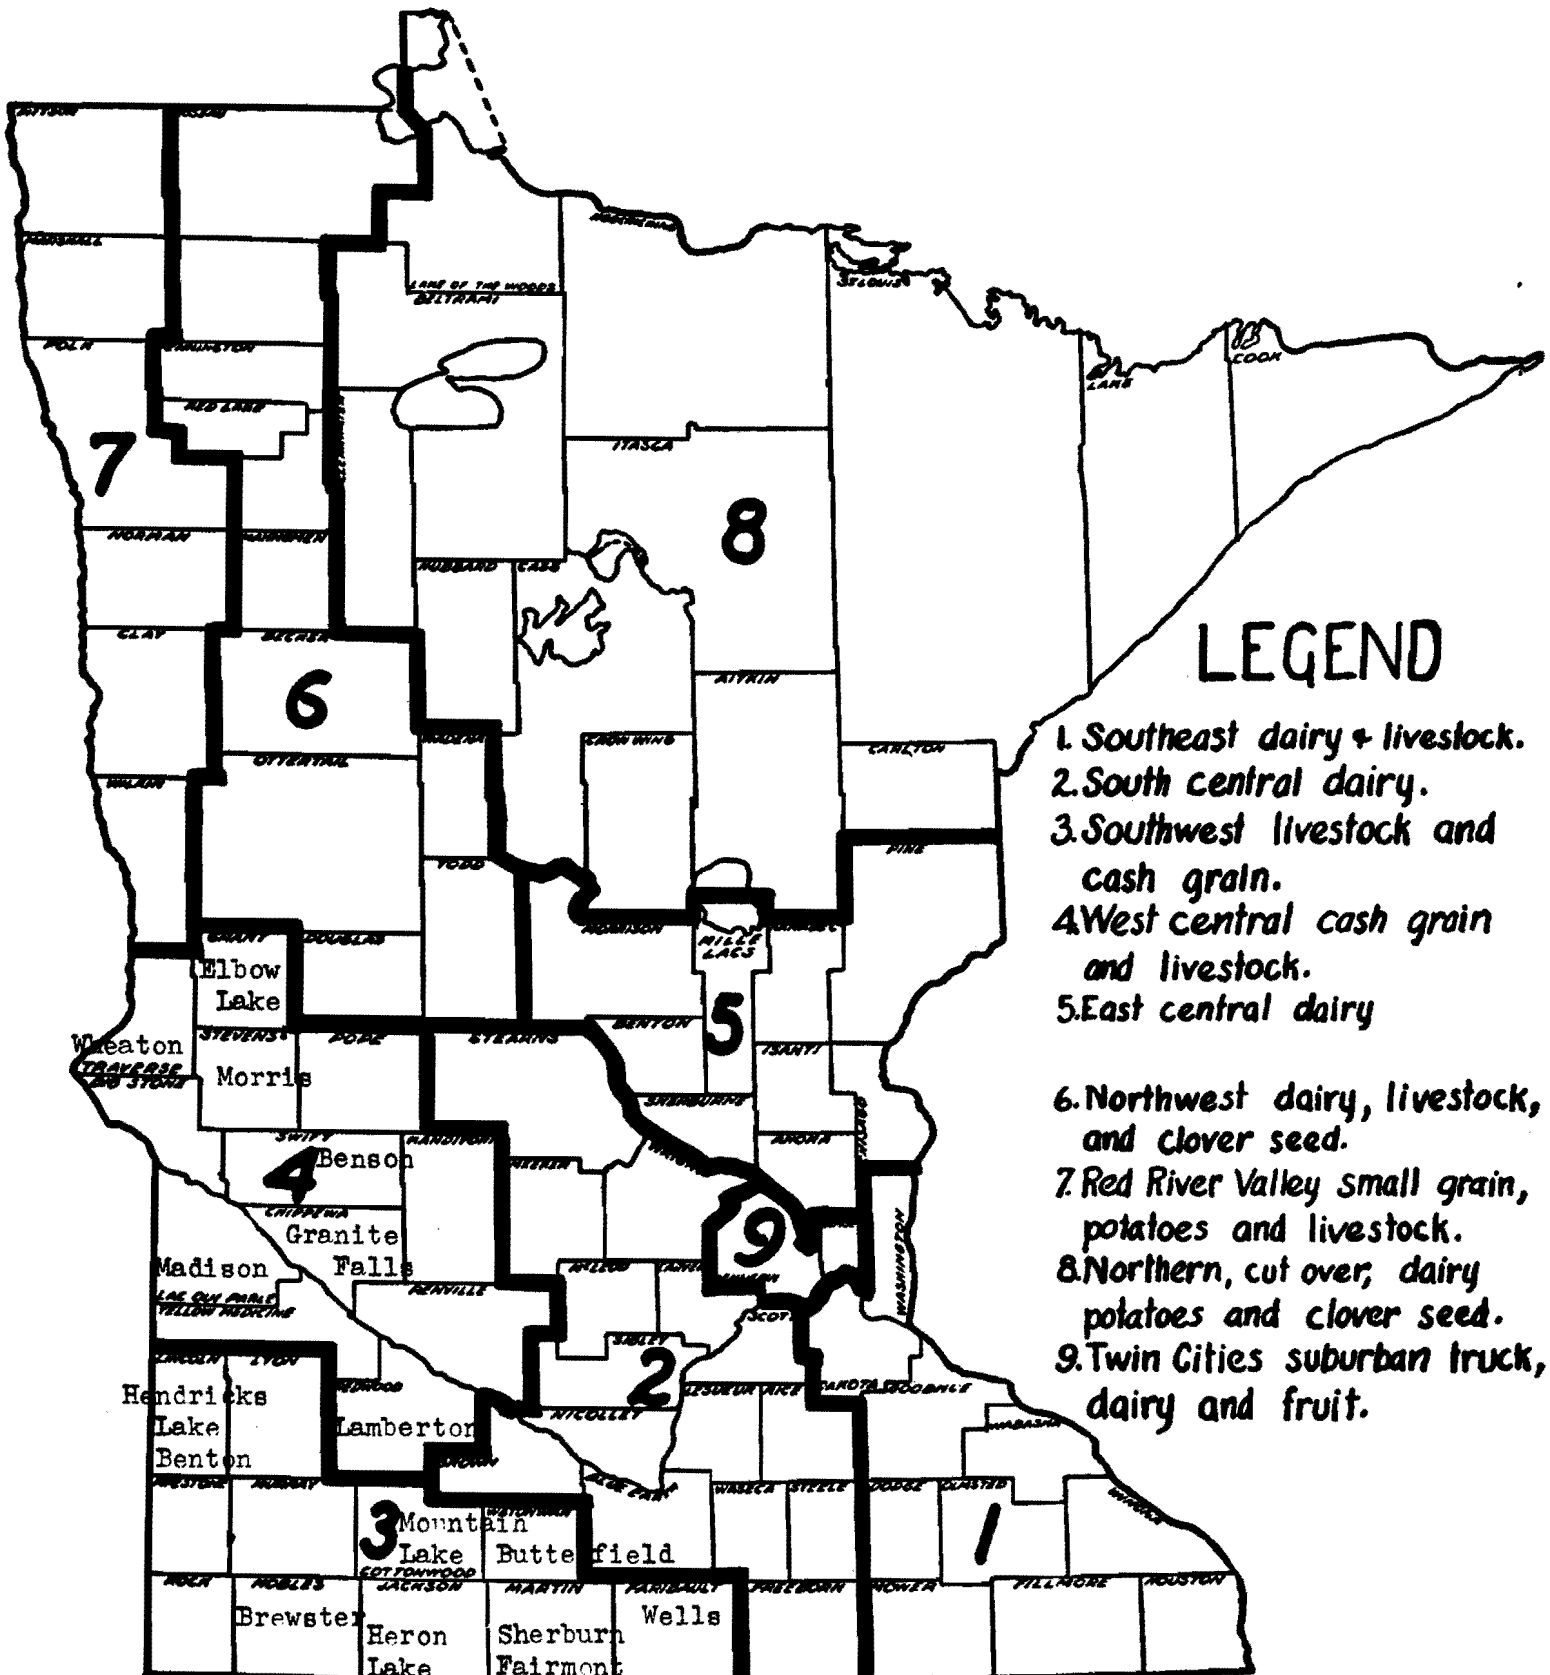 KITTSON
ROSEAU
MARSHALL
LAKE OF THE WOODS
BELTRAMI
KOOCHICHING
ST. LOUIS
LAKE
COOK
POLK
PENNINGTON
RED LAKE
CLEARWATER
ITASCA
7
8
NORMAN
MAHNOMEN
HUBBARD
CASS
CLAY
BECKER
AITKIN
6
WILKIN
OTTERTAIL
WADENA
CROW WING
CARLTON
LEGEND
1. Southeast dairy & livestock.
2. South central dairy.
3. Southwest livestock and
cash grain.
4. West central cash grain
and livestock.
5. East central dairy
6. Northwest dairy, livestock,
and clover seed.
7. Red River Valley small grain,
potatoes and livestock.
8. Northern, cut over, dairy
potatoes and clover seed.
9. Twin Cities suburban truck,
dairy and fruit.
TODD
PINE
GRANT
DOUGLAS
MORRISON
MILLE
LACS
KANABEC
Elbow
Lake
5
STEVENS
POPE
STEARNS
BENTON
ISANTI
Wheaton
TRAVERSE
BIG STONE
Morris
SHERBURNE
CHISAGO
SWIFT
KANDIYOHI
MEEKER
WRIGHT
ANOKA
4
Benson
CHIPPEWA
Granite
Falls
9
WASHINGTON
Madison
LAC QUI PARLE
YELLOW MEDICINE
RENVILLE
McLEOD
CARVER
SCOTT
SIBLEY
2
LINCOLN
LYON
REDWOOD
LESUEUR
RICE
DAKOTA
GOODHUE
Hendricks
Lake
Benton
Lamberton
NICOLLET
WABASHA
BROWN
BLUE EARTH
PIPESTONE
MURRAY
WASECA
STEELE
DODGE
OLMSTED
WINONA
3
Mountain
Lake
COTTONWOOD
WATONWAN
Butterfield
1
ROCK
NOBLES
JACKSON
MARTIN
FARIBAULT
FREEBORN
MOWER
FILLMORE
HOUSTON
Brewster
Wells
Heron
Lake
Sherburn
Fairmont